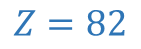 Z = 82